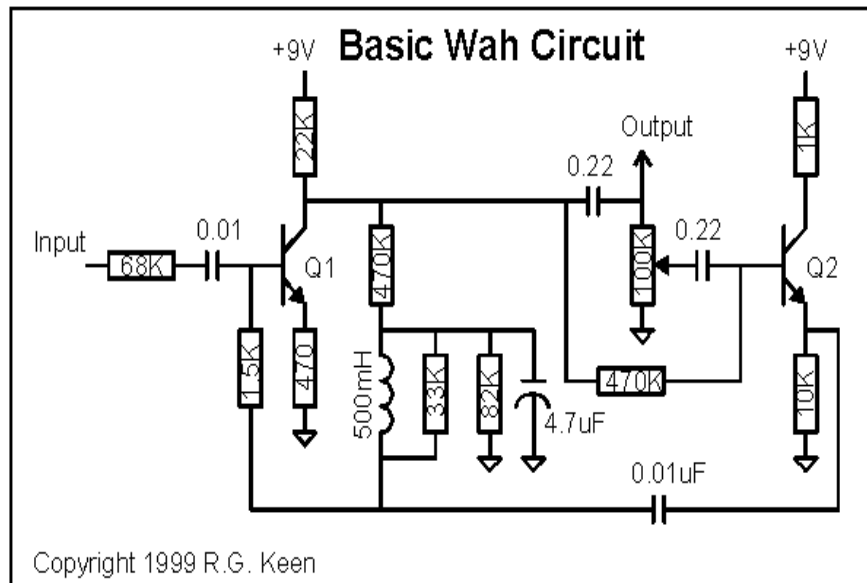 Basic Wah Circuit
+9V
+9V
22K
Output
1K
0.22
Input
68K
0.01
Q1
470K
100K
0.22
Q2
1.5K
470
500mH
33K
82K
4.7uF
470K
10K
0.01uF
Copyright 1999 R.G. Keen